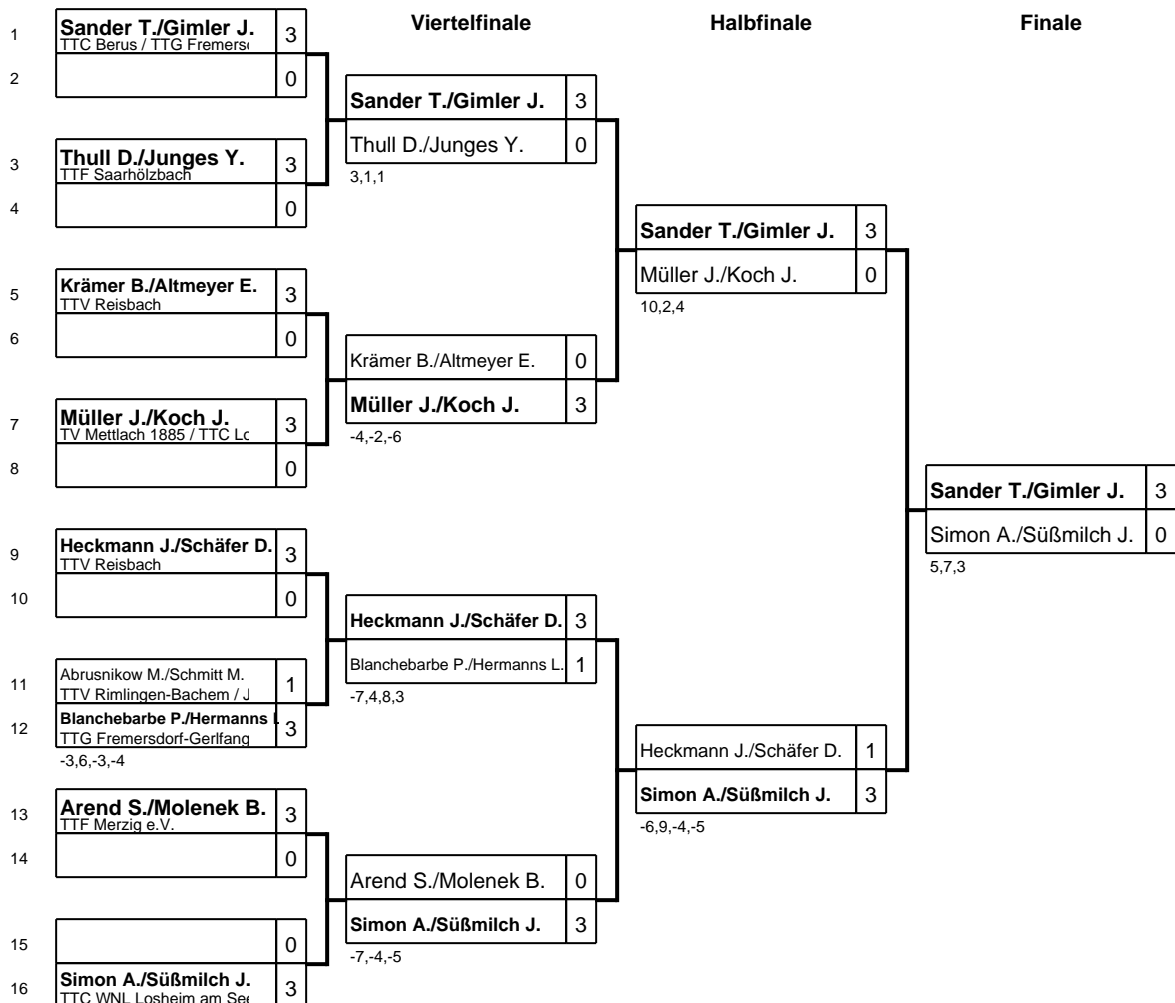 Viertelfinale
Halbfinale
Finale
1
Sander T./Gimler J.
3
TTC Berus / TTG Fremersd
2
0
3
Thull D./Junges Y.
3
TTF Saarhölzbach
4
0
5
Krämer B./Altmeyer E.
3
TTV Reisbach
6
0
7
Müller J./Koch J.
3
TV Mettlach 1885 / TTC Lo
8
0
9
Heckmann J./Schäfer D.
3
TTV Reisbach
10
0
11
Abrusnikow M./Schmitt M.
1
TTV Rimlingen-Bachem / J
12
Blanchebarbe P./Hermanns L
3
TTG Fremersdorf-Gerlfang
-3,6,-3,-4
13
Arend S./Molenek B.
3
TTF Merzig e.V.
14
0
15
0
16
Simon A./Süßmilch J.
3
TTC WNL Losheim am See
Sander T./Gimler J.
3
Thull D./Junges Y.
0
3,1,1
Krämer B./Altmeyer E.
0
Müller J./Koch J.
3
-4,-2,-6
Heckmann J./Schäfer D.
3
Blanchebarbe P./Hermanns L.
1
-7,4,8,3
Arend S./Molenek B.
0
Simon A./Süßmilch J.
3
-7,-4,-5
Sander T./Gimler J.
3
Müller J./Koch J.
0
10,2,4
Heckmann J./Schäfer D.
1
Simon A./Süßmilch J.
3
-6,9,-4,-5
Sander T./Gimler J.
3
Simon A./Süßmilch J.
0
5,7,3